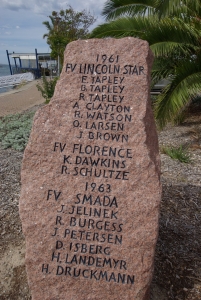 1961
FV LINCOLN STAR
E TAPLEY
G. TAPLEY
R TAPLEY
A. CLAYTON
R. WATSON
O. LARSEN
J. BROWN
FV FLORENCE
K. DAWKINS
R. SCHULTZE
1963
FV SMADA
J. JELINEK
R. BURGESS
J. PETERSEN
D. ISBERG
H. LANDEMYR
H. DRUCKMANN